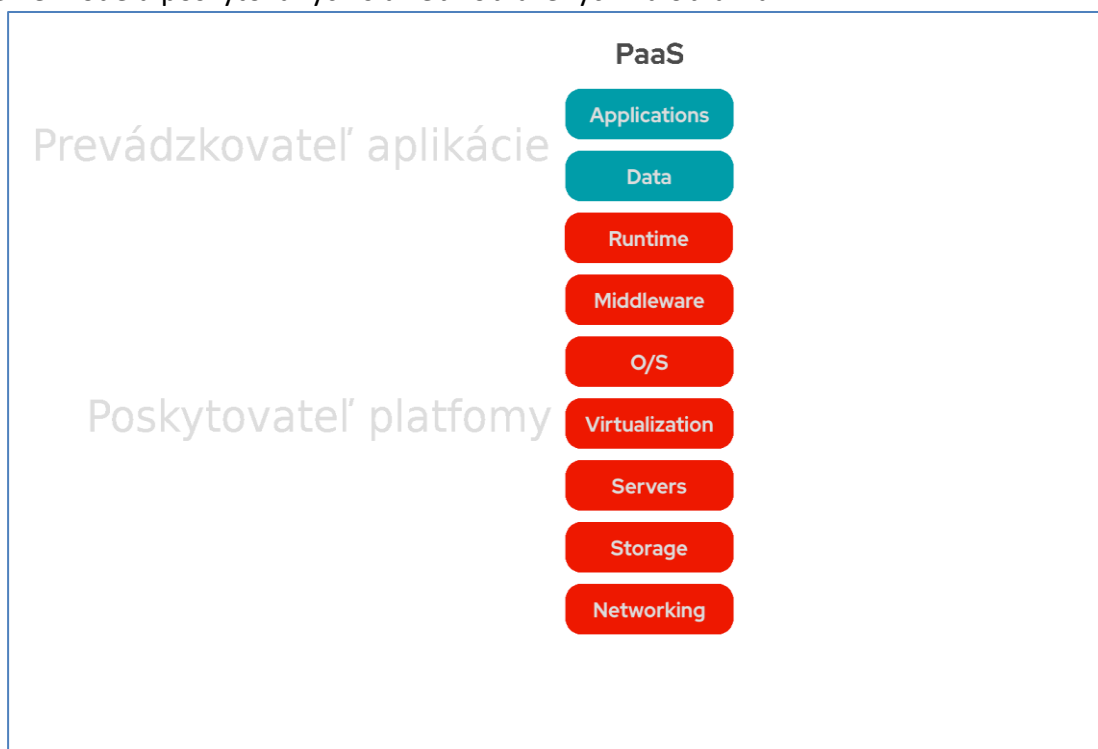 PaaS
Applications
Prevádzkovateľ aplikácie
Data
Runtime
Middleware
O/S
Poskytovateľ platfomy
Virtualization
Servers
Storage
Networking